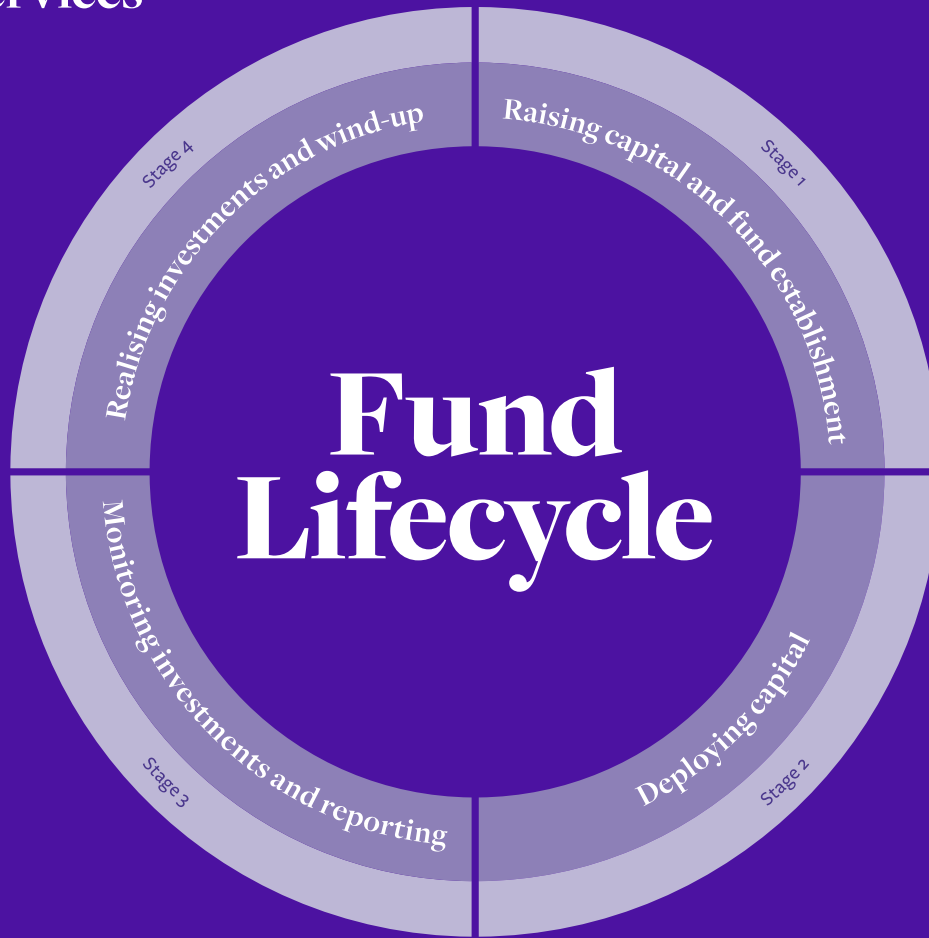 Fund
Lifecycle
Stage 1
Raising capital and fund establishment
Stage 2
Deploying capital
Stage 3
Monitoring investments and reporting
Stage 4
Realising investments and wind-up